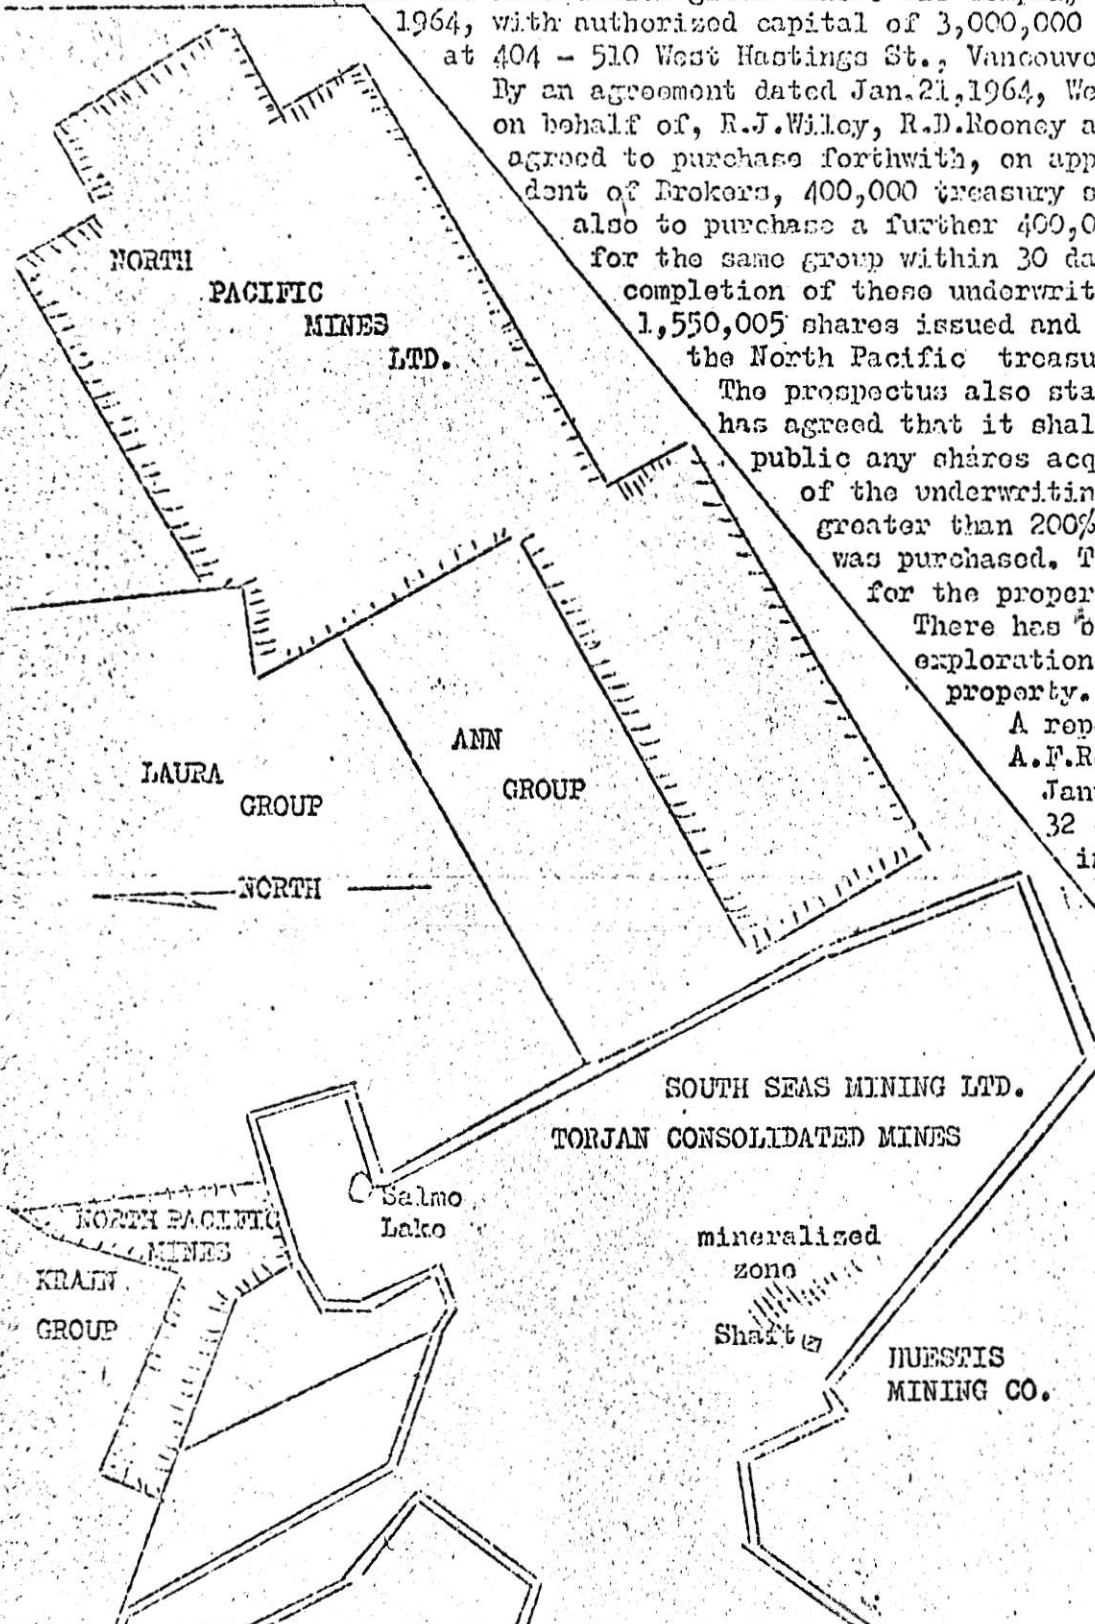 1964, with authorized capital of 3,000,000
at 404 - 510 West Hastings St., Vancouvo
By an agreement dated Jan.21,1964, We
on behalf of, R.J.Wiley, R.D.Rooney a
agreed to purchase forthwith, on app
dent of Brokers, 400,000 treasury s
also to purchase a further 400,0
for the same group within 30 da
completion of these underwrit
1,550,005 shares issued and
the North Pacific treasu
The prospectus also sta
has agreed that it shal
public any shares acq
of the underwritin
greater than 200%
was purchased. T
for the proper
There has b
exploration
property.
A repo
A.F.R
Jan
32
in
NORTH
PACIFIC
MINES
LTD.
LAURA
GROUP
ANN
GROUP
NORTH
SOUTH SEAS MINING LTD.
TORJAN CONSOLIDATED MINES
Salmo
Lake
NORTH PACIFIC
MINES
KRAIN
GROUP
mineralized
zone
Shaft
HUESTIS
MINING CO.